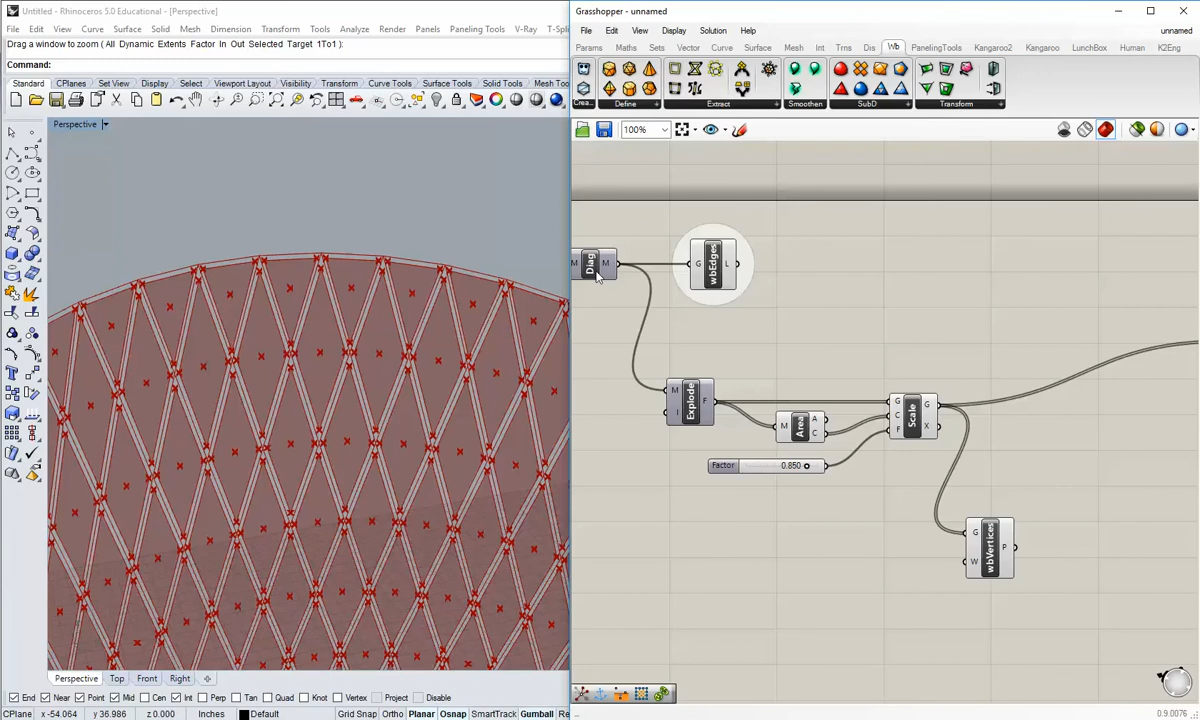 Untitled - Rhinoceros 5.0 Educational - [Perspective]
File Edit View Curve Surface Solid Mesh Dimension Transform Tools Analyze Render Panels PanelingTools V-Ray T-Spl
Drag a window to zoom ( All Dynamic Extents Factor In Out Selected Target 1To1 ):
Command:
Standard CPlanes Set View Display Select Viewport Layout Visibility Transform Curve Tools Surface Tools Solid Tools Mesh Too
Perspective
Perspective Top Front Right
End Near Point Mid Cen Int Perp Tan Quad Knot Vertex Project Disable
CPlane x -54.064 y 36.986 z 0.000 Inches Default Grid Snap Ortho Planar Osnap SmartTrack Gumball Re
Grasshopper - unnamed
File Edit View Display Solution Help unnamed
Params Maths Sets Vector Curve Surface Mesh Int Trns Dis Wb PanelingTools Kangaroo2 Kangaroo LunchBox Human K2Eng
Crea... Define Extract Smoothen SubD Transform
100%
M Diag M
G wbEdges L
M I Explode F
M Area A C
G C F Scale G X
Factor 0.850
G W wbVertices P
0.9.0076